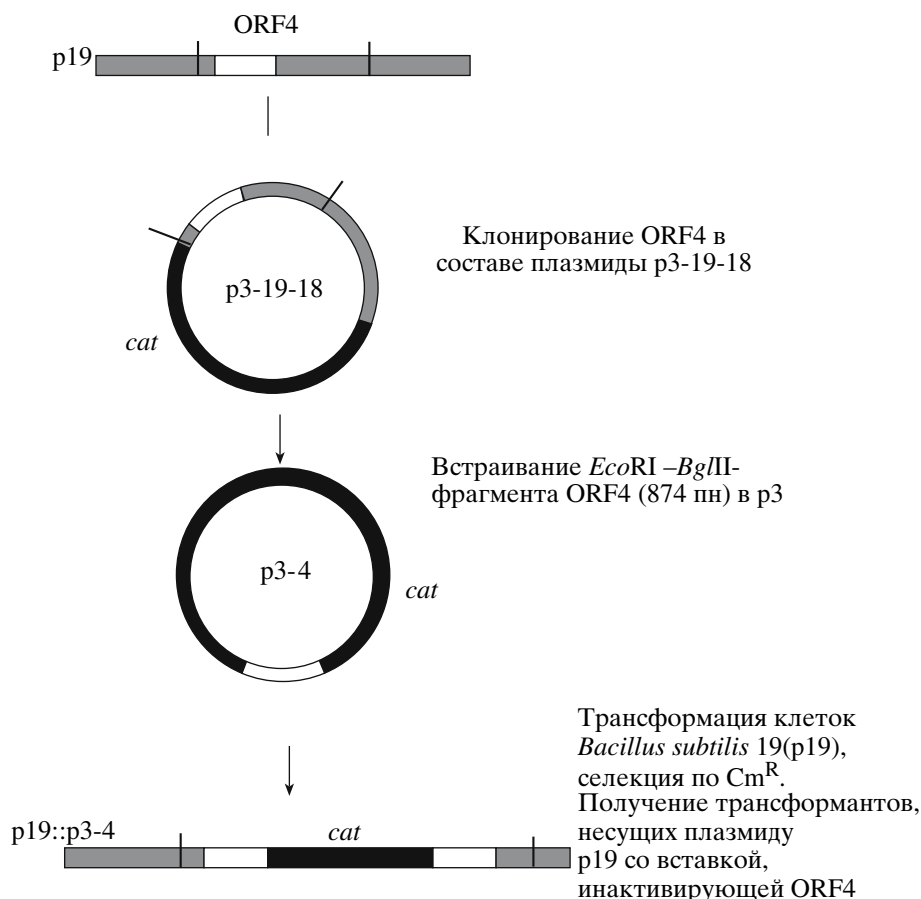 ORF4
p19
Клонирование ORF4 в
составе плазмиды p3-19-18
p3-19-18
cat
Встраивание EcoRI –BglII-
фрагмента ORF4 (874 пн) в p3
p3-4
cat
Трансформация клеток
Bacillus subtilis 19(p19),
селекция по Cm^R.
Получение трансформантов,
несущих плазмиду
p19 со вставкой,
инактивирующей ORF4
p19::p3-4
cat